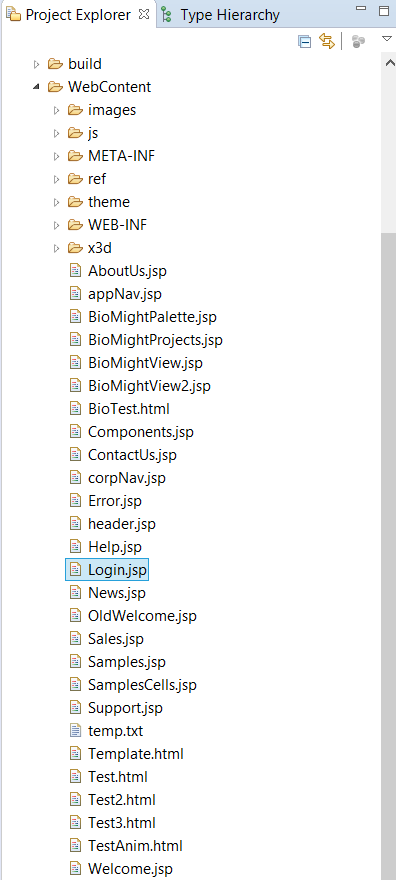 Project Explorer Type Hierarchy
build
WebContent
images
js
META-INF
ref
theme
WEB-INF
x3d
AboutUs.jsp
appNav.jsp
BioMightPalette.jsp
BioMightProjects.jsp
BioMightView.jsp
BioMightView2.jsp
BioTest.html
Components.jsp
ContactUs.jsp
corpNav.jsp
Error.jsp
header.jsp
Help.jsp
Login.jsp
News.jsp
OldWelcome.jsp
Sales.jsp
Samples.jsp
SamplesCells.jsp
Support.jsp
temp.txt
Template.html
Test.html
Test2.html
Test3.html
TestAnim.html
Welcome.jsp